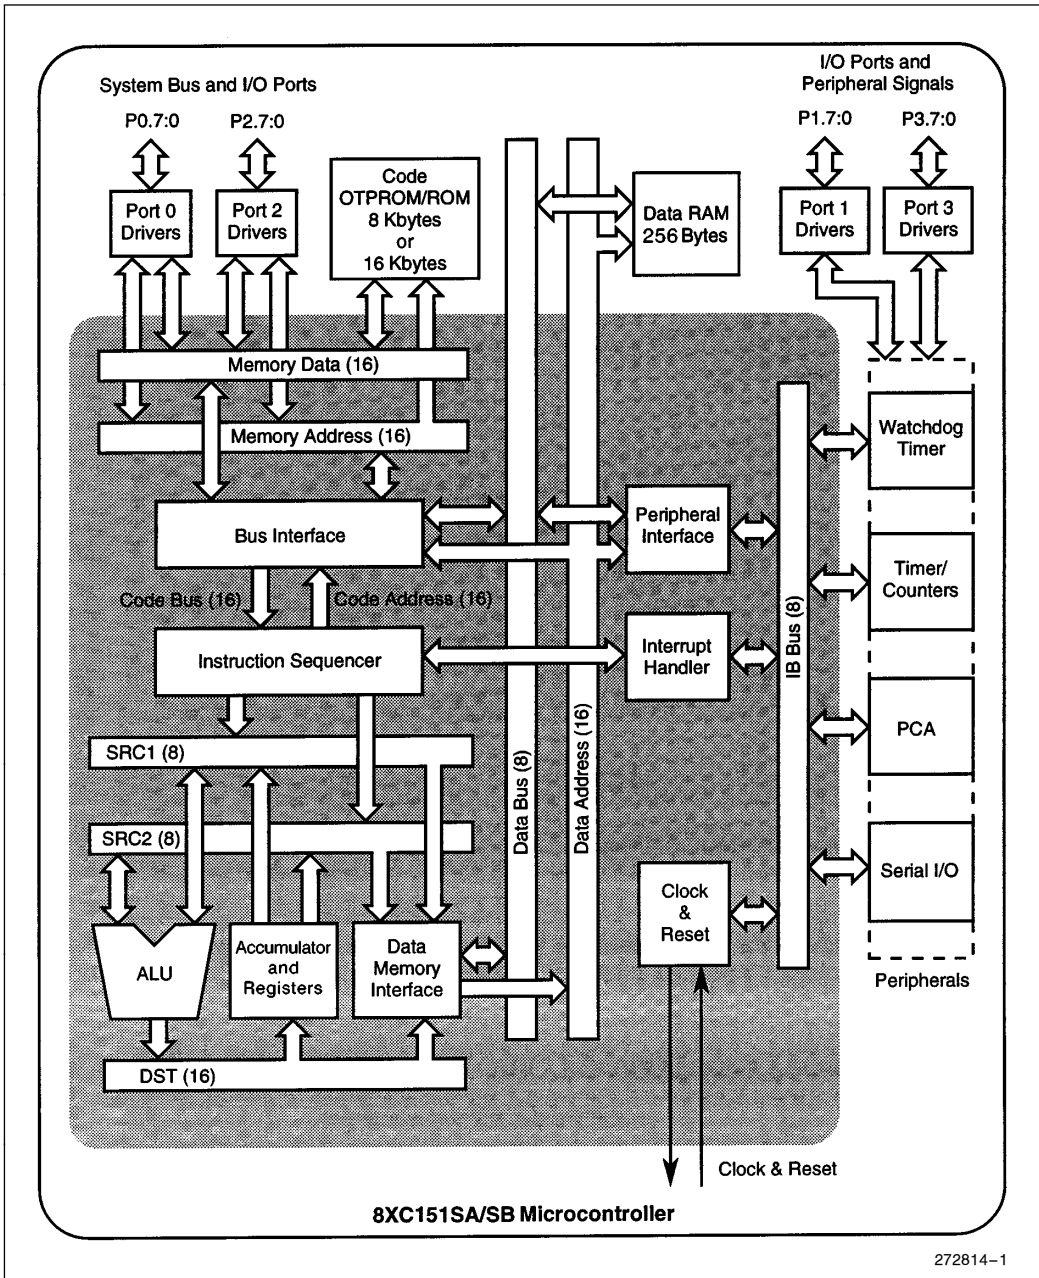 System Bus and I/O Ports
I/O Ports and
Peripheral Signals
P0.7:0
P2.7:0
P1.7:0
P3.7:0
Port 0
Drivers
Port 2
Drivers
Code
OTPROM/ROM
8 Kbytes
or
16 Kbytes
Data RAM
256 Bytes
Port 1
Drivers
Port 3
Drivers
Memory Data (16)
Memory Address (16)
Bus Interface
Peripheral
Interface
Watchdog
Timer
Code Bus (16)
Code Address (16)
Timer/
Counters
Instruction Sequencer
Interrupt
Handler
IB Bus (8)
SRC1 (8)
PCA
Data Bus (8)
Data Address (16)
SRC2 (8)
Clock
&
Reset
Serial I/O
ALU
Accumulator
and
Registers
Data
Memory
Interface
Peripherals
DST (16)
Clock & Reset
8XC151SA/SB Microcontroller
272814–1